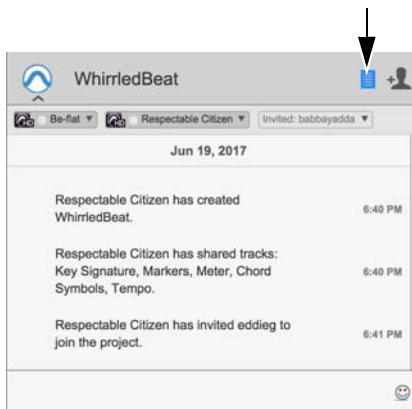 WhirrledBeat
Be-flat Respectable Citizen Invited: babbayadda
Jun 19, 2017
Respectable Citizen has created
WhirrledBeat.
6:40 PM
Respectable Citizen has shared tracks:
Key Signature, Markers, Meter, Chord
Symbols, Tempo.
6:40 PM
Respectable Citizen has invited eddieg to
join the project.
6:41 PM